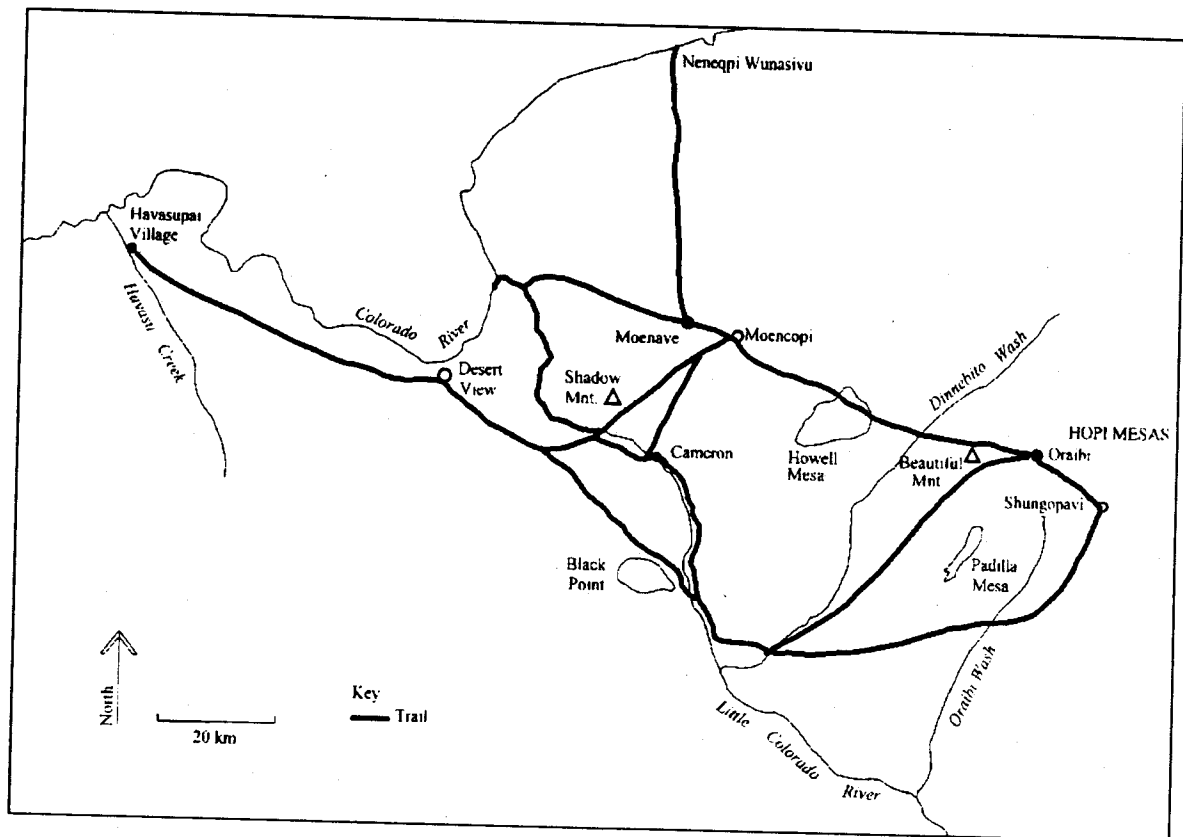 Neneqpi Wunasivu
Havasupai
Village
Havasu Creek
Colorado
River
Moenave
Moencopi
Desert
View
Shadow
Mnt.
Dinnebito Wash
HOPI MESAS
Cameron
Howell
Mesa
Beautiful
Mnt
Oraibi
Shungopavi
Black
Point
Padilla
Mesa
North
Key
Trail
20 km
Oraibi Wash
Little
Colorado
River